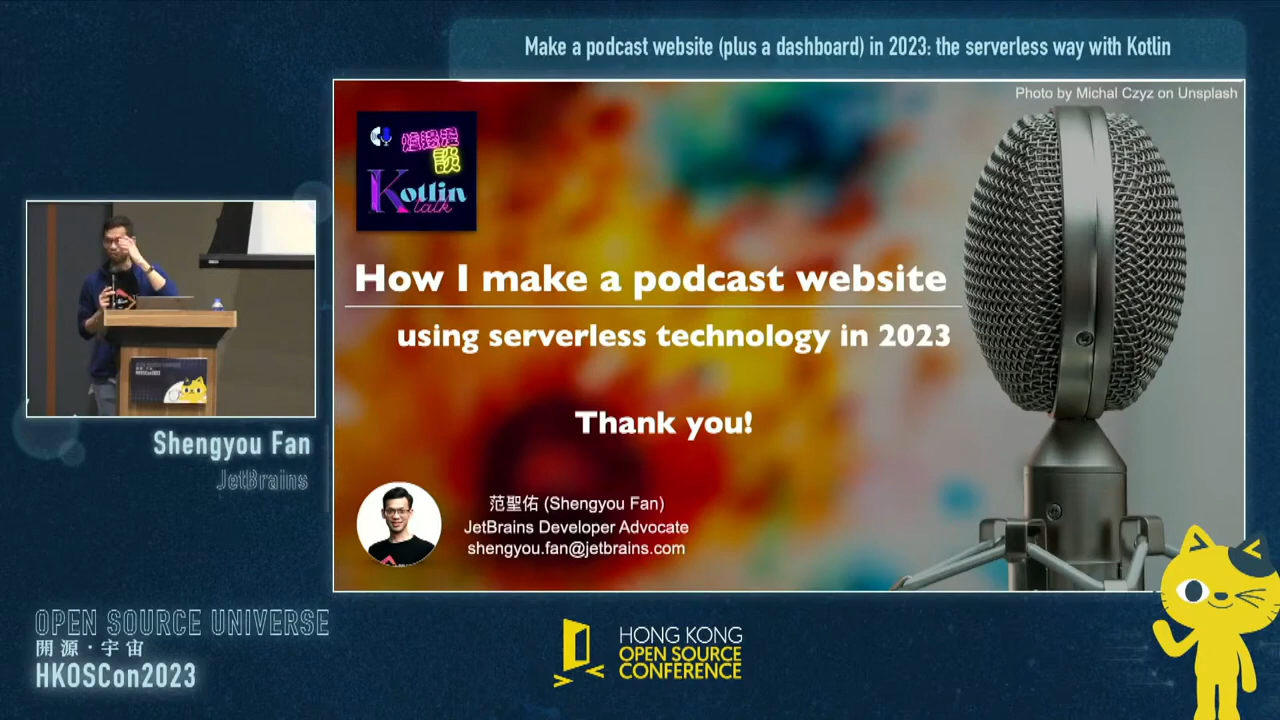 Make a podcast website (plus a dashboard) in 2023: the serverless way with Kotlin
Photo by Michal Czyz on Unsplash
談
Kotlin
talk
How I make a podcast website
using serverless technology in 2023
Thank you!
范聖佑 (Shengyou Fan)
JetBrains Developer Advocate
shengyou.fan@jetbrains.com
Shengyou Fan
JetBrains
OPEN SOURCE UNIVERSE
開源·宇宙
HKOSCon2023
HONG KONG
OPEN SOURCE
CONFERENCE